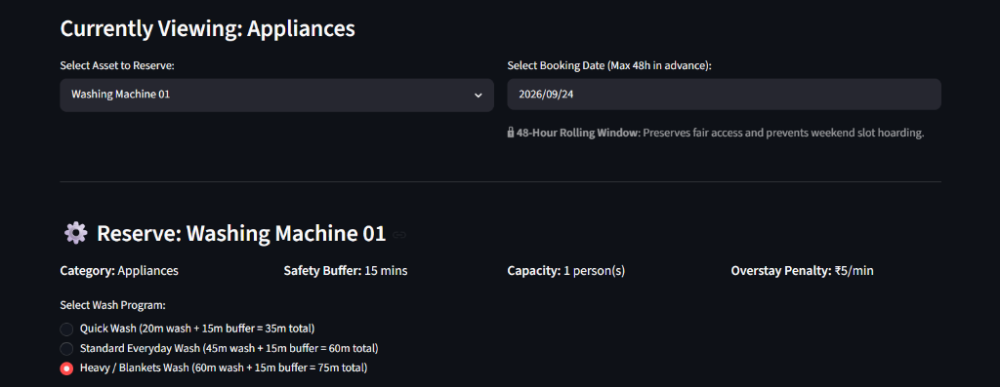 Currently Viewing: Appliances
Select Asset to Reserve:
Select Booking Date (Max 48h in advance):
Washing Machine 01
2026/09/24
48-Hour Rolling Window: Preserves fair access and prevents weekend slot hoarding.
Reserve: Washing Machine 01
Category: Appliances
Safety Buffer: 15 mins
Capacity: 1 person(s)
Overstay Penalty: ₹5/min
Select Wash Program:
Quick Wash (20m wash + 15m buffer = 35m total)
Standard Everyday Wash (45m wash + 15m buffer = 60m total)
Heavy / Blankets Wash (60m wash + 15m buffer = 75m total)